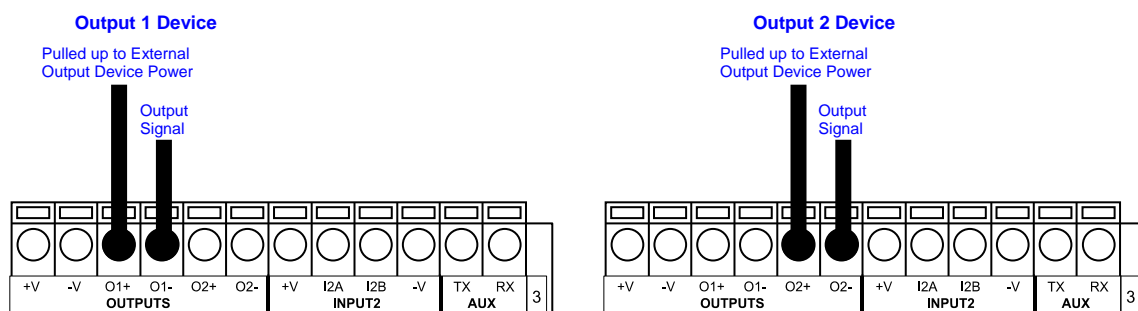 Output 1 Device
Pulled up to External
Output Device Power
Output
Signal
+V -V O1+ O1- O2+ O2- +V I2A I2B -V TX RX
OUTPUTS INPUT2 AUX 3
Output 2 Device
Pulled up to External
Output Device Power
Output
Signal
+V -V O1+ O1- O2+ O2- +V I2A I2B -V TX RX
OUTPUTS INPUT2 AUX 3